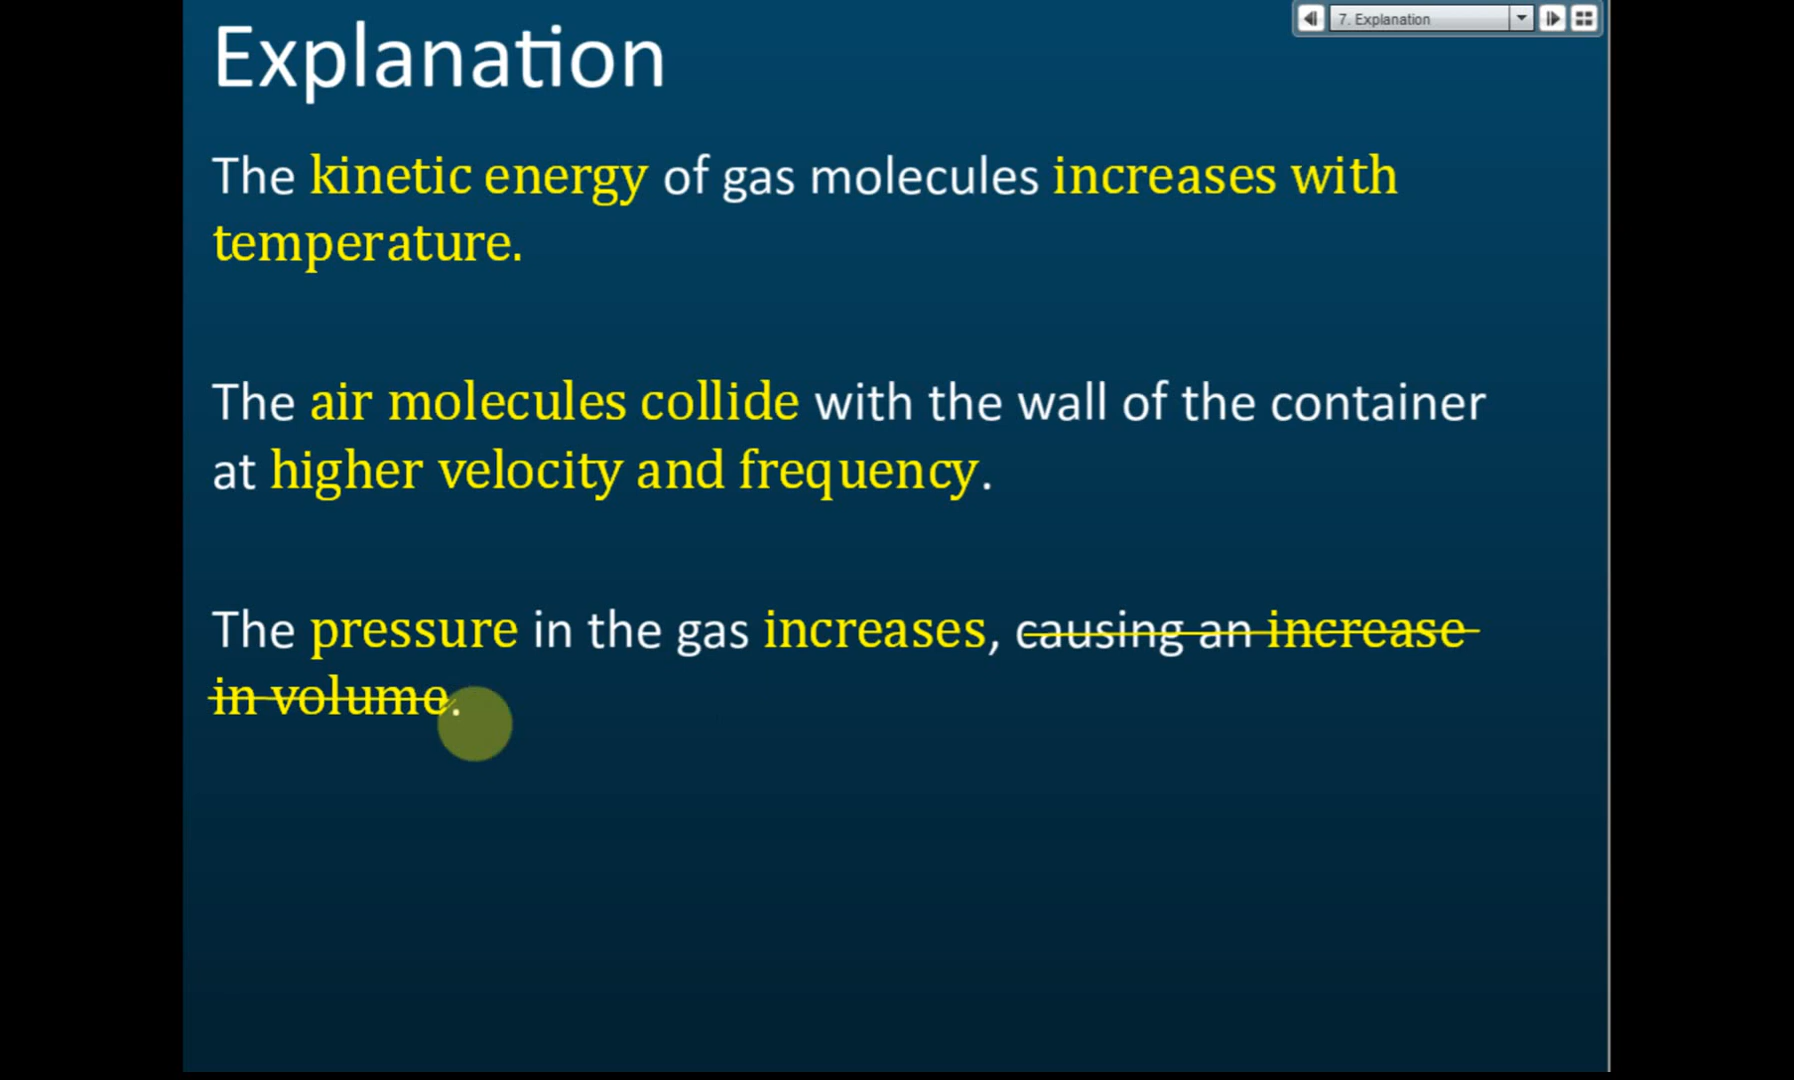 7. Explanation
Explanation
The kinetic energy of gas molecules increases with
temperature.
The air molecules collide with the wall of the container
at higher velocity and frequency.
The pressure in the gas increases, causing an increase
in volume.